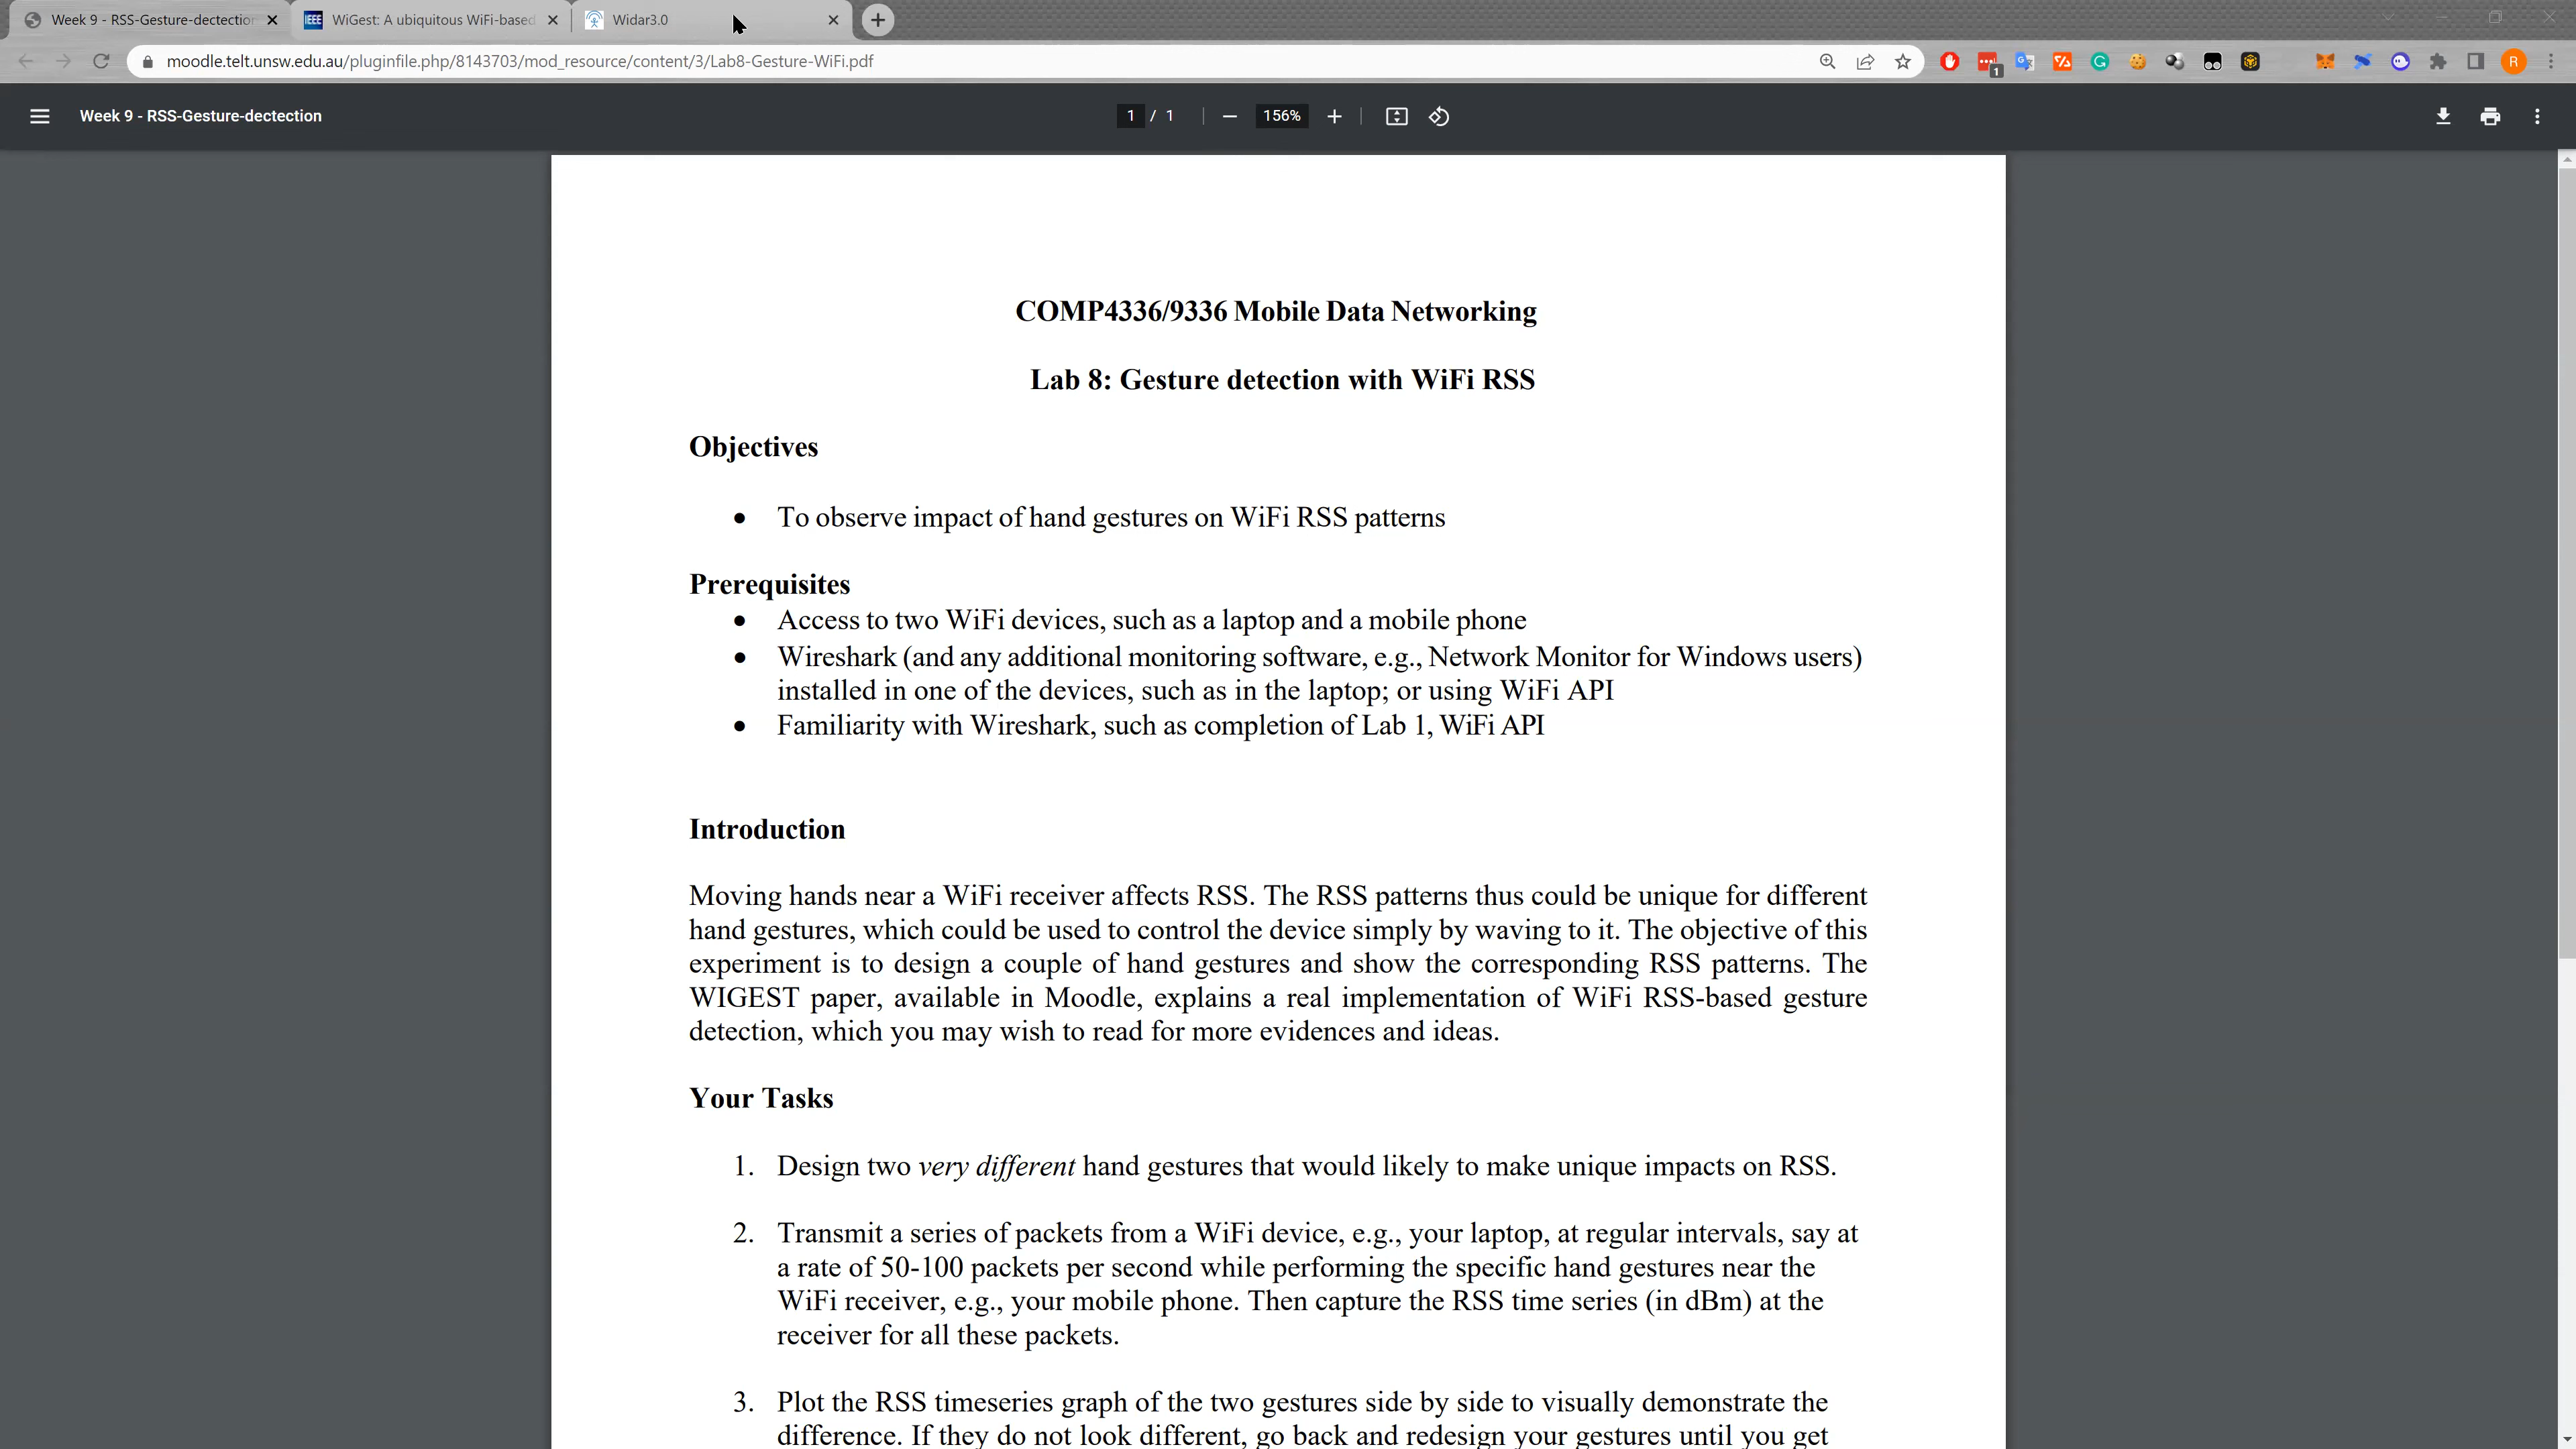 Week 9 - RSS-Gesture-dectection
WiGest: A ubiquitous WiFi-based
Widar3.0
moodle.telt.unsw.edu.au/pluginfile.php/8143703/mod_resource/content/3/Lab8-Gesture-WiFi.pdf
1
R
Week 9 - RSS-Gesture-dectection
1 / 1
156%
COMP4336/9336 Mobile Data Networking
Lab 8: Gesture detection with WiFi RSS
Objectives
• To observe impact of hand gestures on WiFi RSS patterns
Prerequisites
• Access to two WiFi devices, such as a laptop and a mobile phone
• Wireshark (and any additional monitoring software, e.g., Network Monitor for Windows users)
installed in one of the devices, such as in the laptop; or using WiFi API
• Familiarity with Wireshark, such as completion of Lab 1, WiFi API
Introduction
Moving hands near a WiFi receiver affects RSS. The RSS patterns thus could be unique for different
hand gestures, which could be used to control the device simply by waving to it. The objective of this
experiment is to design a couple of hand gestures and show the corresponding RSS patterns. The
WIGEST paper, available in Moodle, explains a real implementation of WiFi RSS-based gesture
detection, which you may wish to read for more evidences and ideas.
Your Tasks
1. Design two very different hand gestures that would likely to make unique impacts on RSS.
2. Transmit a series of packets from a WiFi device, e.g., your laptop, at regular intervals, say at
a rate of 50-100 packets per second while performing the specific hand gestures near the
WiFi receiver, e.g., your mobile phone. Then capture the RSS time series (in dBm) at the
receiver for all these packets.
3. Plot the RSS timeseries graph of the two gestures side by side to visually demonstrate the
difference. If they do not look different, go back and redesign your gestures until you get